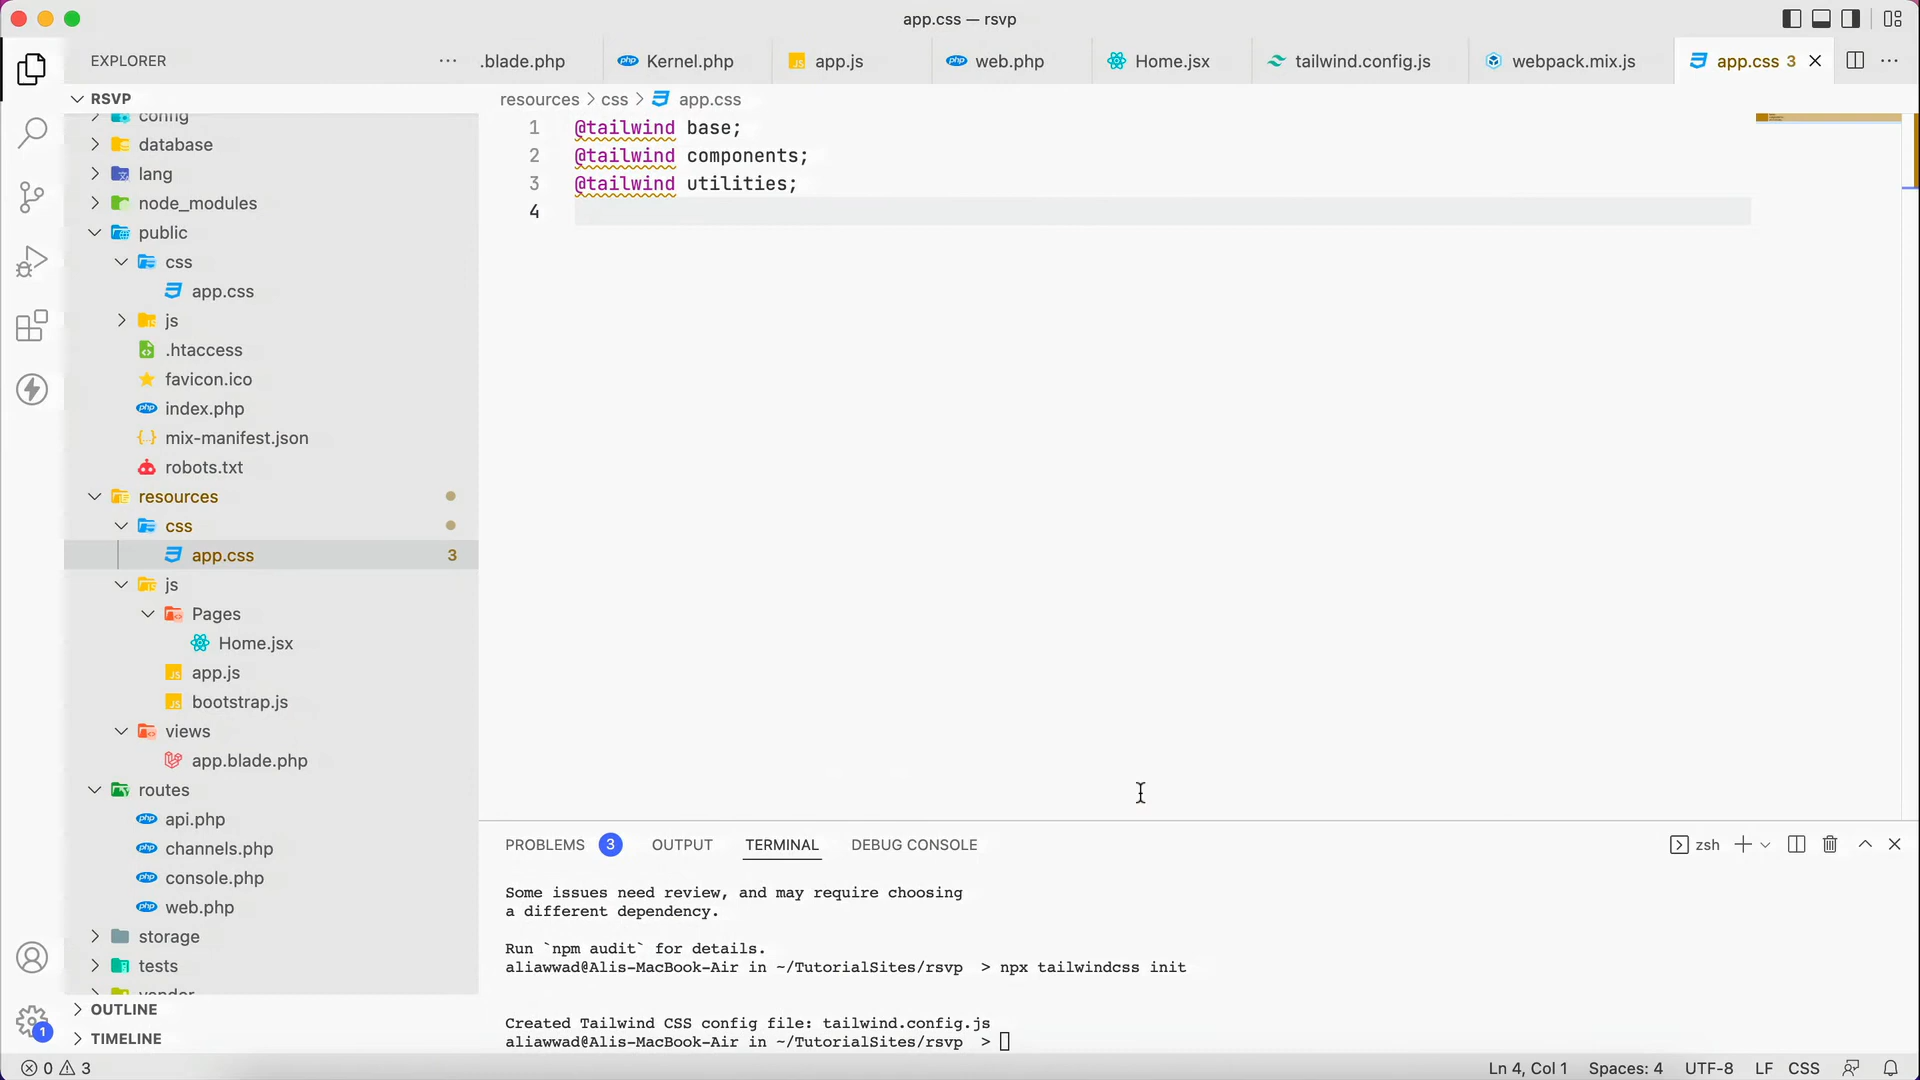 app.css — rsvp
EXPLORER
.blade.php
Kernel.php
app.js
web.php
Home.jsx
tailwind.config.js
webpack.mix.js
app.css 3
RSVP
resources > css > app.css
config
database
lang
node_modules
public
css
app.css
js
.htaccess
favicon.ico
index.php
mix-manifest.json
robots.txt
resources
css
app.css 3
js
Pages
Home.jsx
app.js
bootstrap.js
views
app.blade.php
routes
api.php
channels.php
console.php
web.php
storage
tests
vendor
OUTLINE
TIMELINE
1 @tailwind base;
2 @tailwind components;
3 @tailwind utilities;
4
PROBLEMS 3 OUTPUT TERMINAL DEBUG CONSOLE
zsh
Some issues need review, and may require choosing
a different dependency.
Run `npm audit` for details.
aliawwad@Alis-MacBook-Air in ~/TutorialSites/rsvp > npx tailwindcss init
Created Tailwind CSS config file: tailwind.config.js
aliawwad@Alis-MacBook-Air in ~/TutorialSites/rsvp >
1
0 3
Ln 4, Col 1 Spaces: 4 UTF-8 LF CSS